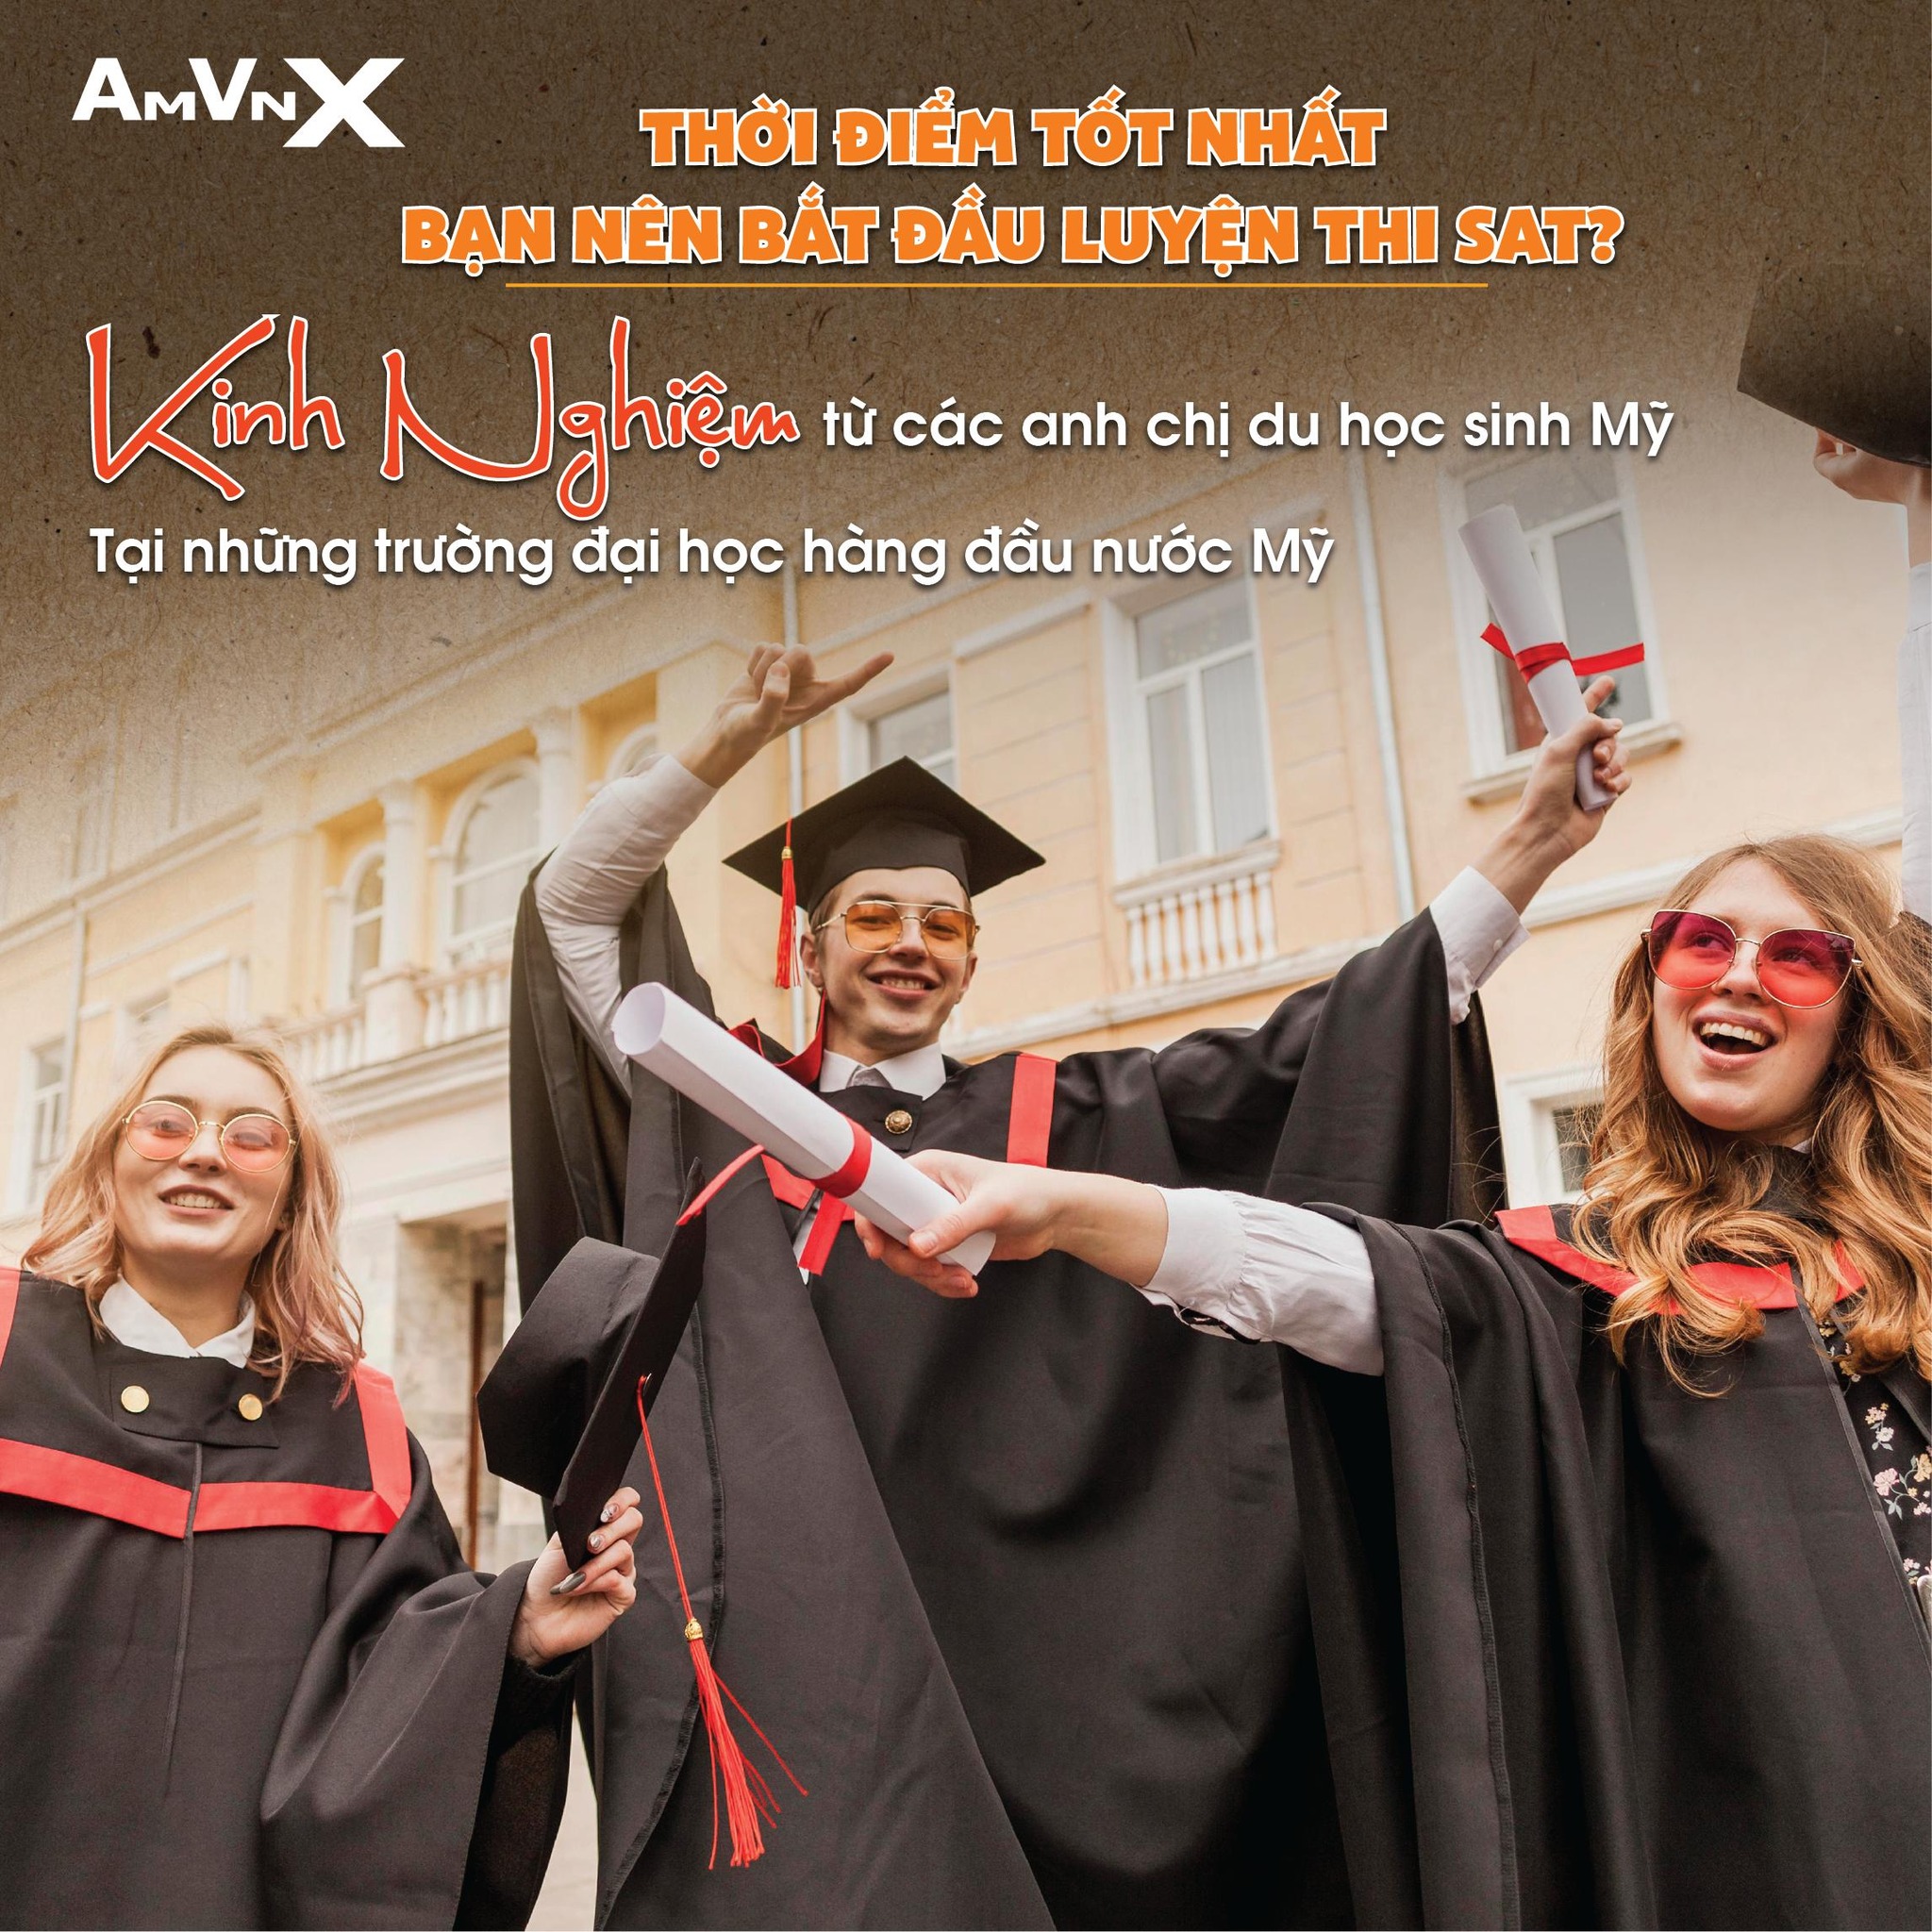 AMVNX
THỜI ĐIỂM TỐT NHẤT
BẠN NÊN BẮT ĐẦU LUYỆN THI SAT?
Kinh Nghiệm từ các anh chị du học sinh Mỹ
Tại những trường đại học hàng đầu nước Mỹ